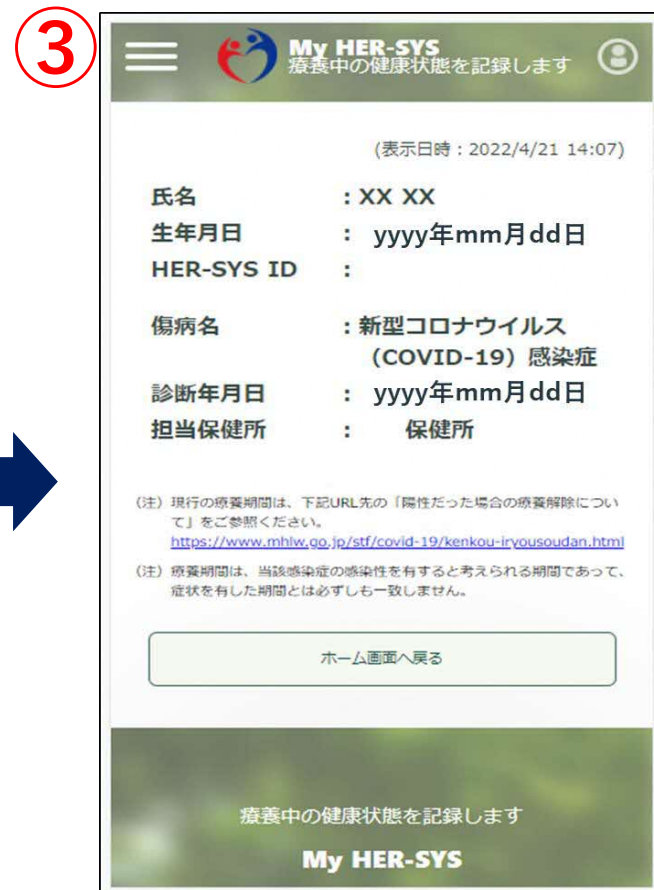 ③
My HER-SYS
療養中の健康状態を記録します
(表示日時：2022/4/21 14:07)
氏名 ：XX XX
生年月日 ： yyyy年mm月dd日
HER-SYS ID ：
傷病名 ：新型コロナウイルス
（COVID-19）感染症
診断年月日 ： yyyy年mm月dd日
担当保健所 ： 保健所
（注）現行の療養期間は、下記URL先の「陽性だった場合の療養解除につい
て」をご参照ください。
https://www.mhlw.go.jp/stf/covid-19/kenkou-iryousoudan.html
（注）療養期間は、当該感染症の感染性を有すると考えられる期間であって、
症状を有した期間とは必ずしも一致しません。
ホーム画面へ戻る
療養中の健康状態を記録します
My HER-SYS